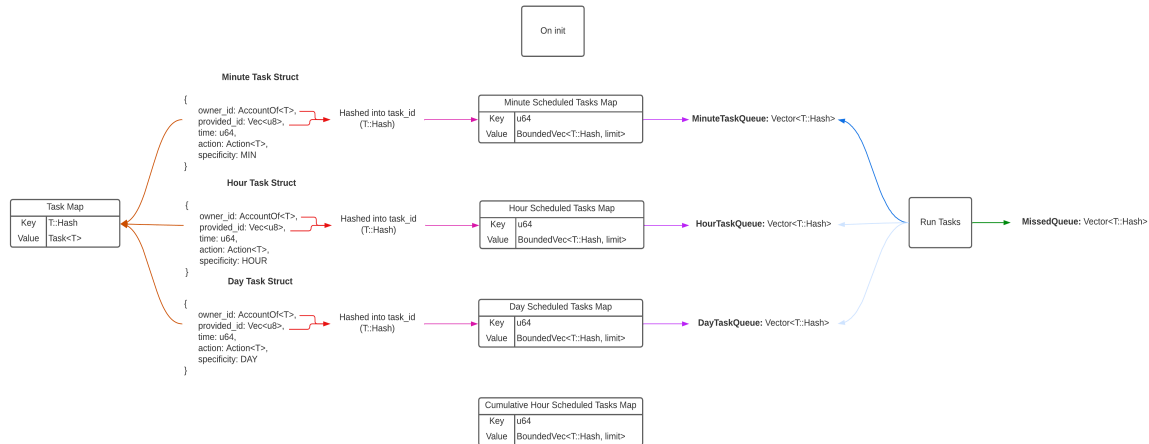 On init
Minute Task Struct
{
owner_id: AccountOf<T>,
provided_id: Vec<u8>,
time: u64,
action: Action<T>,
specificity: MIN
}
Hashed into task_id
(T::Hash)
Minute Scheduled Tasks Map
Key u64
Value BoundedVec<T::Hash, limit>
MinuteTaskQueue: Vector<T::Hash>
Hour Task Struct
{
owner_id: AccountOf<T>,
provided_id: Vec<u8>,
time: u64,
action: Action<T>,
specificity: HOUR
}
Hashed into task_id
(T::Hash)
Hour Scheduled Tasks Map
Key u64
Value BoundedVec<T::Hash, limit>
HourTaskQueue: Vector<T::Hash>
Task Map
Key T::Hash
Value Task<T>
Run Tasks
MissedQueue: Vector<T::Hash>
Day Task Struct
{
owner_id: AccountOf<T>,
provided_id: Vec<u8>,
time: u64,
action: Action<T>,
specificity: DAY
}
Hashed into task_id
(T::Hash)
Day Scheduled Tasks Map
Key u64
Value BoundedVec<T::Hash, limit>
DayTaskQueue: Vector<T::Hash>
Cumulative Hour Scheduled Tasks Map
Key u64
Value BoundedVec<T::Hash, limit>